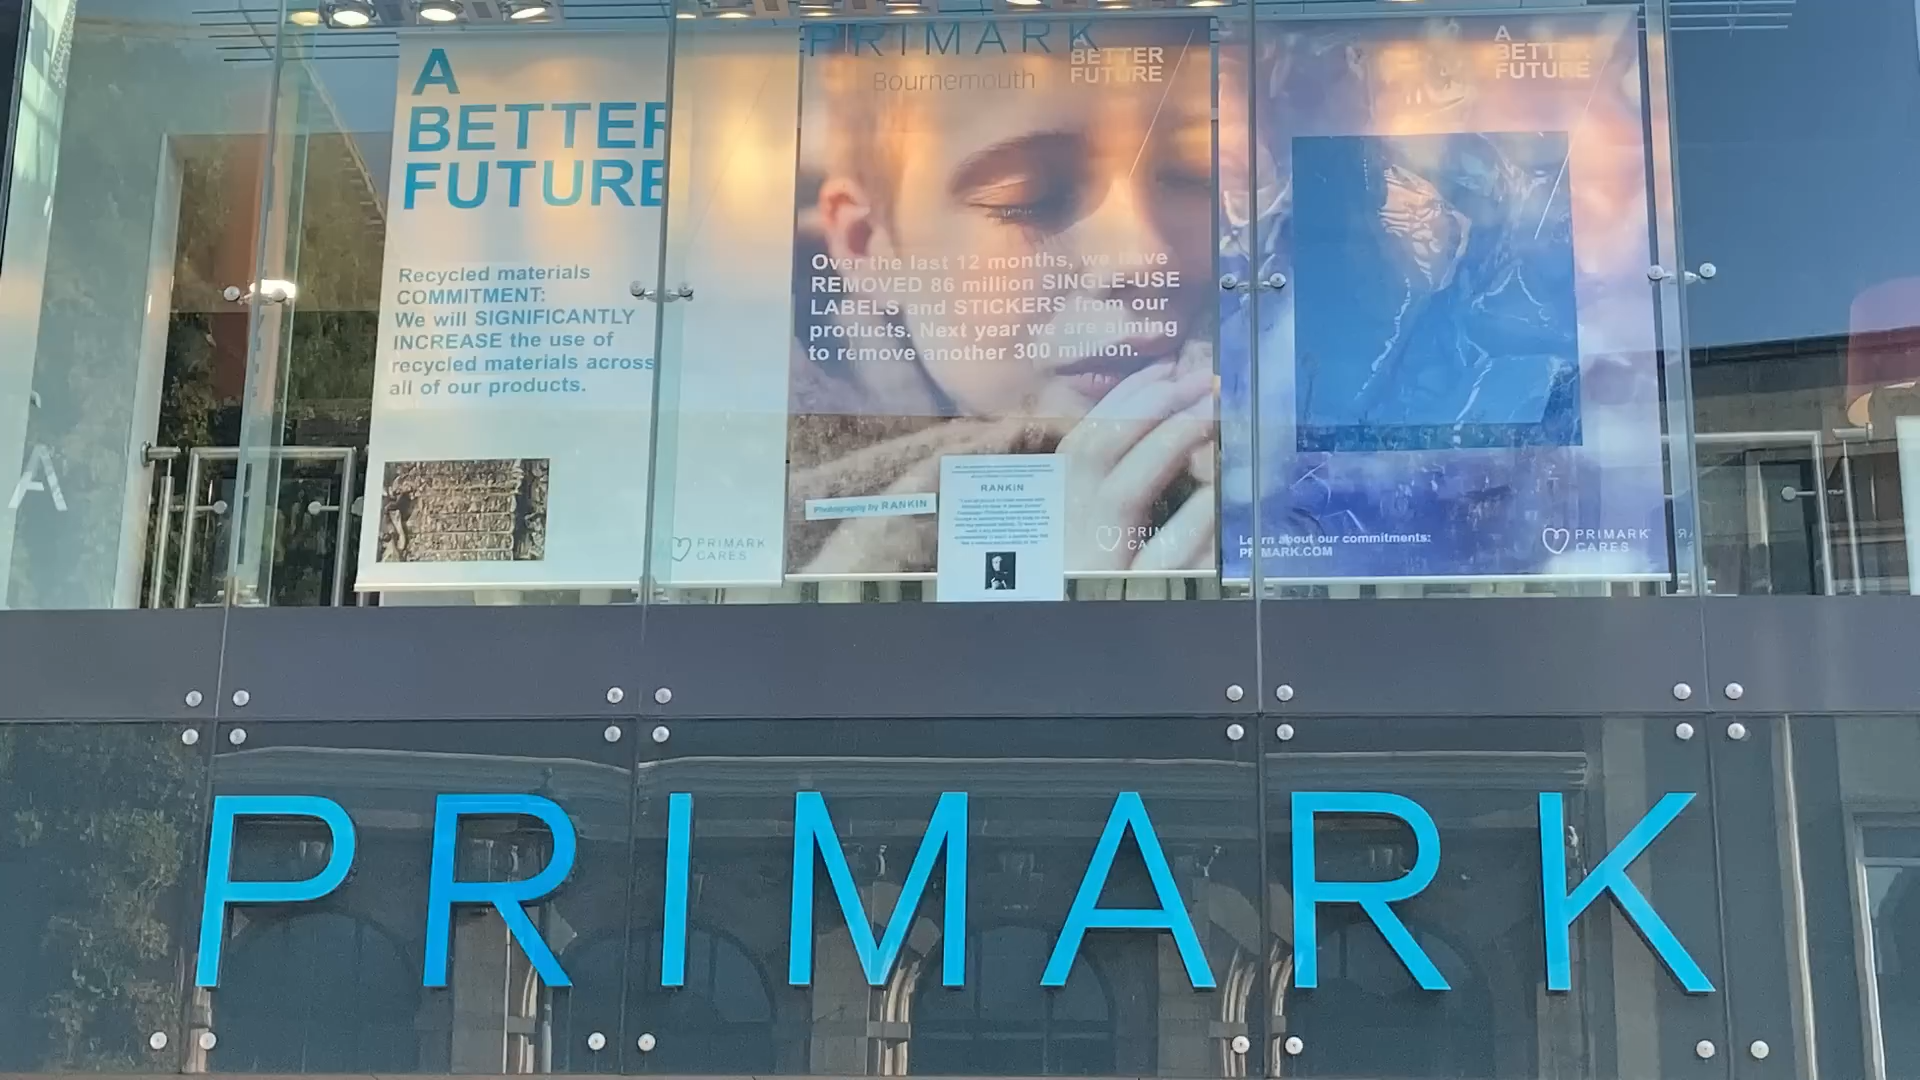 A
BETTER
FUTURE
Recycled materials
COMMITMENT:
We will SIGNIFICANTLY
INCREASE the use of
recycled materials across
all of our products.
PRIMARK
CARES
PRIMARK
Bournemouth
A
BETTER
FUTURE
Over the last 12 months, we have
REMOVED 86 million SINGLE-USE
LABELS and STICKERS from our
products. Next year we are aiming
to remove another 300 million.
Photography by RANKIN
RANKIN
PRIMARK
CARES
A
BETTER
FUTURE
Learn about our commitments:
PRIMARK.COM
PRIMARK
CARES
A
PRIMARK